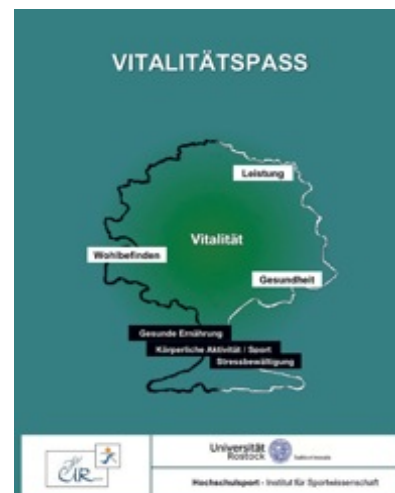 VITALITÄTSPASS
Leistung
Vitalität
Wohlbefinden
Gesundheit
Gesunde Ernährung
Körperliche Aktivität / Sport
Stressbewältigung
Universität
Rostock
Hochschulsport - Institut für Sportwissenschaft